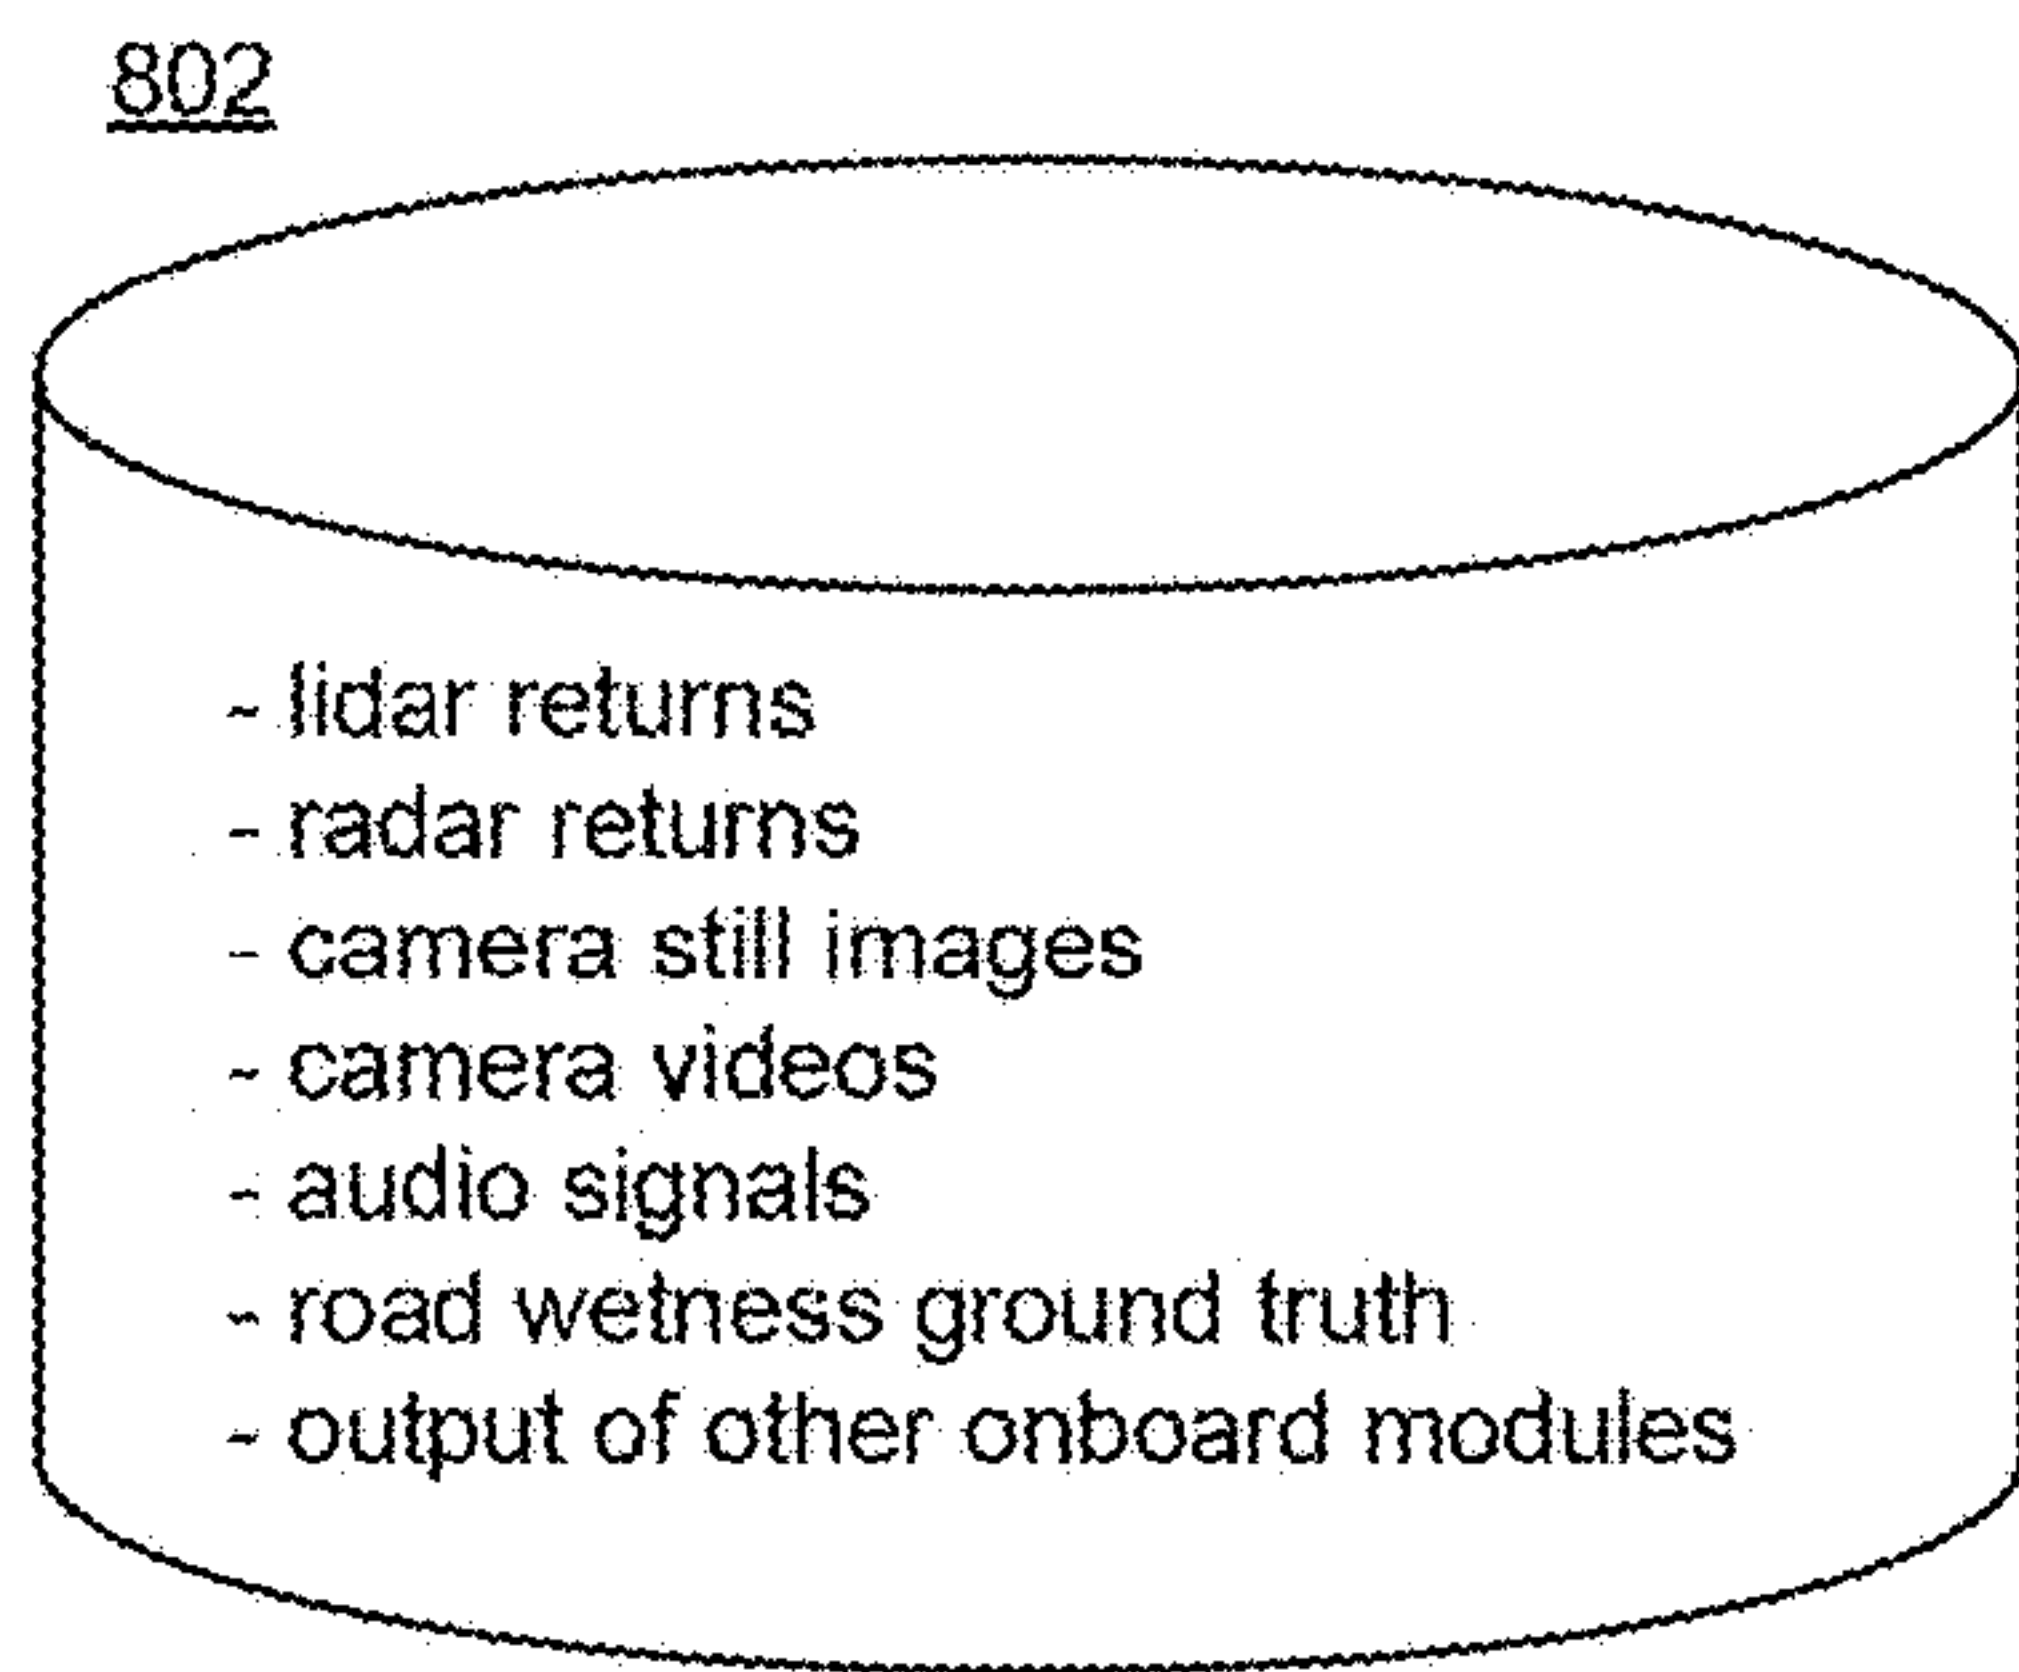 802
- lidar returns
- radar returns
- camera still images
- camera videos
- audio signals
- road wetness ground truth
- output of other onboard modules